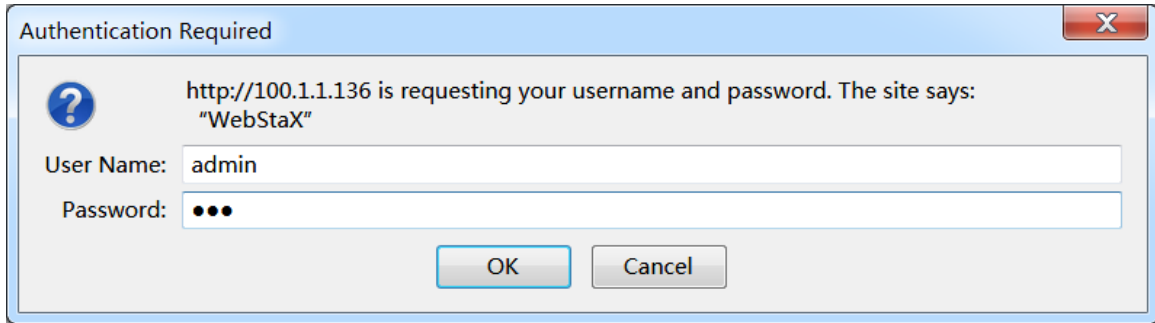 Authentication Required
http://100.1.1.136 is requesting your username and password. The site says:
“WebStaX”
User Name: admin
Password: •••
OK Cancel